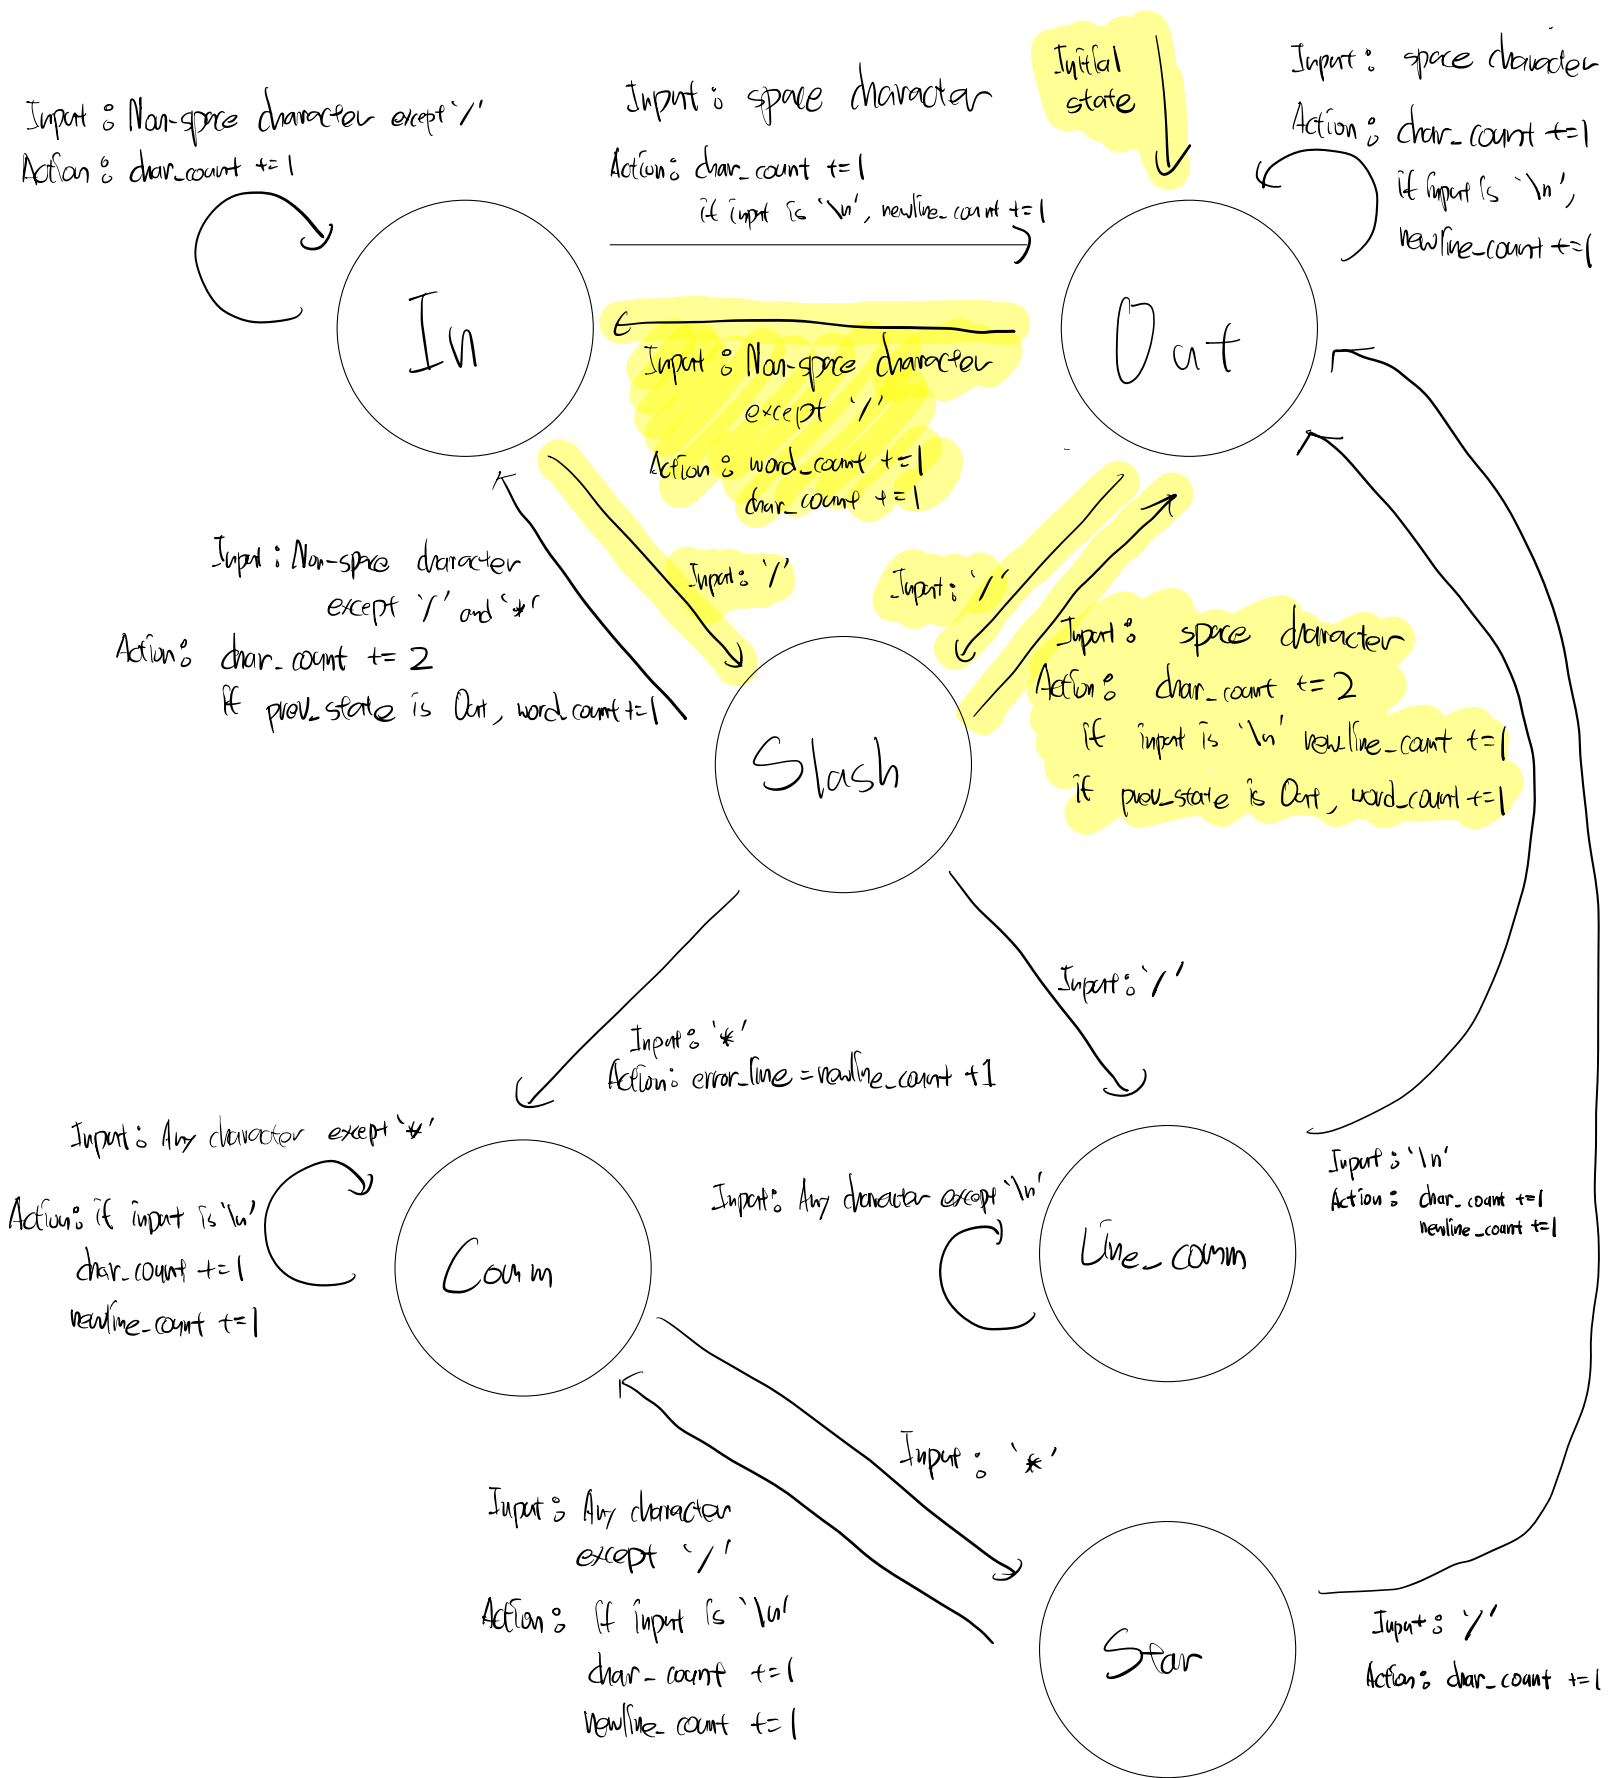 Initial
state
Input : space character
Action : char_count +=1
if input is '\n',
newline_count +=1
Input : Non-space character except '/'
Action : char_count +=1
Input : space character
Action : char_count +=1
if input is '\n', newline_count +=1
In
Out
Input : Non-space character
except '/'
Action : word_count +=1
char_count +=1
Input : '/'
Input : '/'
Input : Non-space character
except '/' and '*'
Action : char_count += 2
if prev_state is Out, word_count +=1
Input : space character
Action : char_count += 2
if input is '\n' newline_count +=1
if prev_state is Out, word_count +=1
Slash
Input : '/'
Input : '*'
Action : error_line = newline_count +1
Input : Any character except '*'
Action : if input is '\n'
char_count +=1
newline_count +=1
Comm
Input : Any character except '\n'
Line_comm
Input : '\n'
Action : char_count +=1
newline_count +=1
Input : '*'
Input : Any character
except '/'
Action : if input is '\n'
char_count +=1
newline_count +=1
Star
Input : '/'
Action : char_count +=1